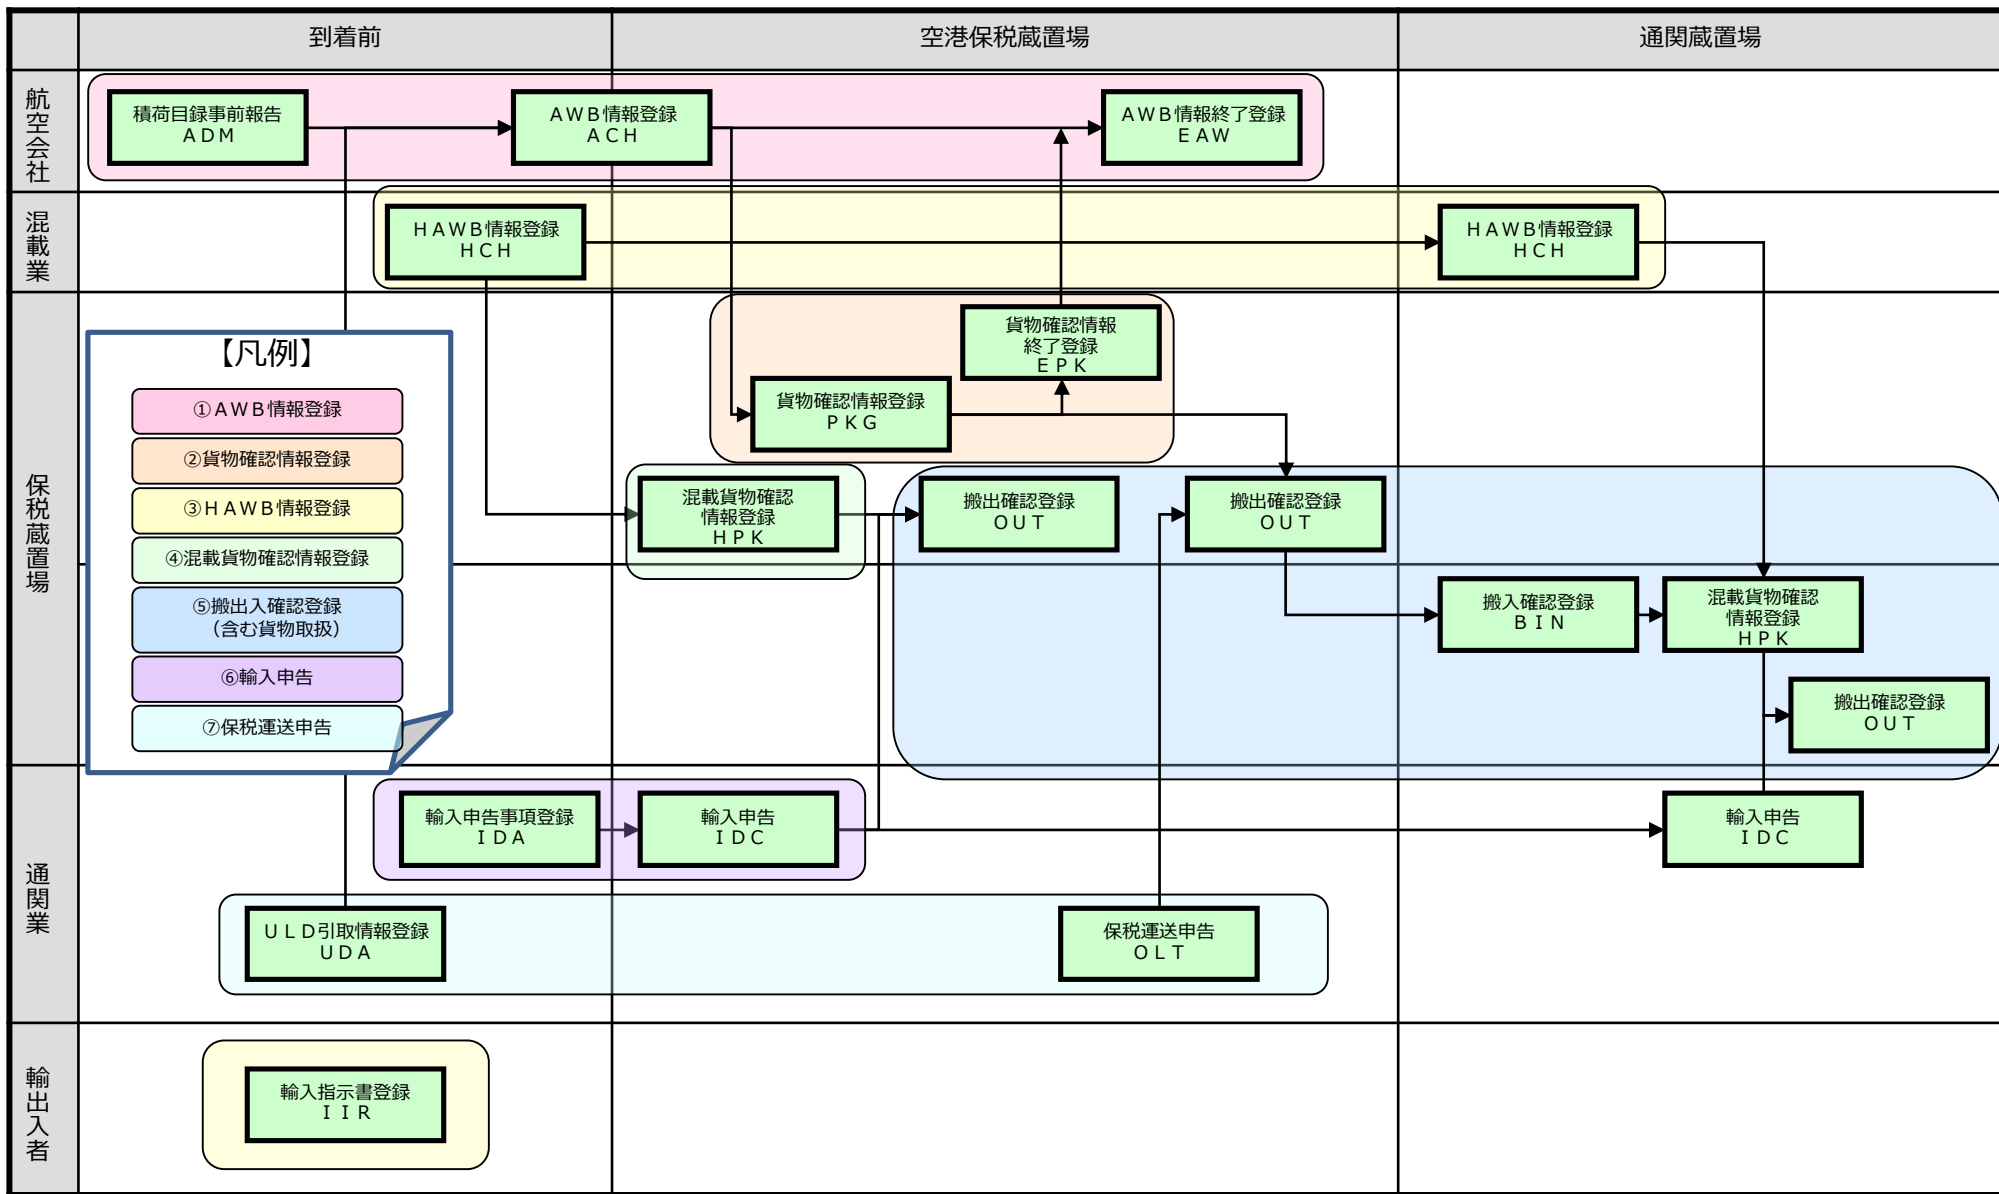 到着前
空港保税蔵置場
通関蔵置場
航空会社
積荷目録事前報告
ADM
AWB情報登録
ACH
AWB情報終了登録
EAW
混載業
HAWB情報登録
HCH
HAWB情報登録
HCH
保税蔵置場
【凡例】
①AWB情報登録
②貨物確認情報登録
③HAWB情報登録
④混載貨物確認情報登録
⑤搬出入確認登録
（含む貨物取扱）
⑥輸入申告
⑦保税運送申告
貨物確認情報
終了登録
EPK
貨物確認情報登録
PKG
混載貨物確認
情報登録
HPK
搬出確認登録
OUT
搬出確認登録
OUT
搬入確認登録
BIN
混載貨物確認
情報登録
HPK
搬出確認登録
OUT
通関業
輸入申告事項登録
IDA
輸入申告
IDC
輸入申告
IDC
ULD引取情報登録
UDA
保税運送申告
OLT
輸出入者
輸入指示書登録
IIR